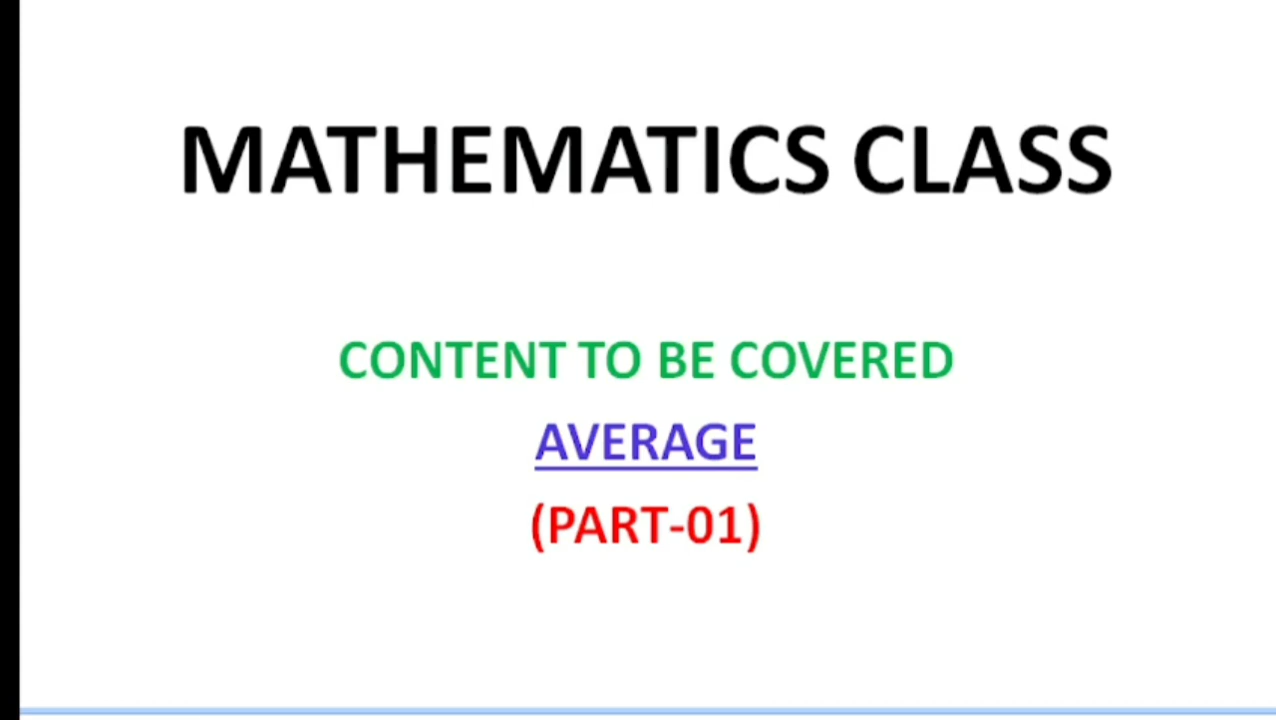 MATHEMATICS CLASS
CONTENT TO BE COVERED
AVERAGE
(PART-01)